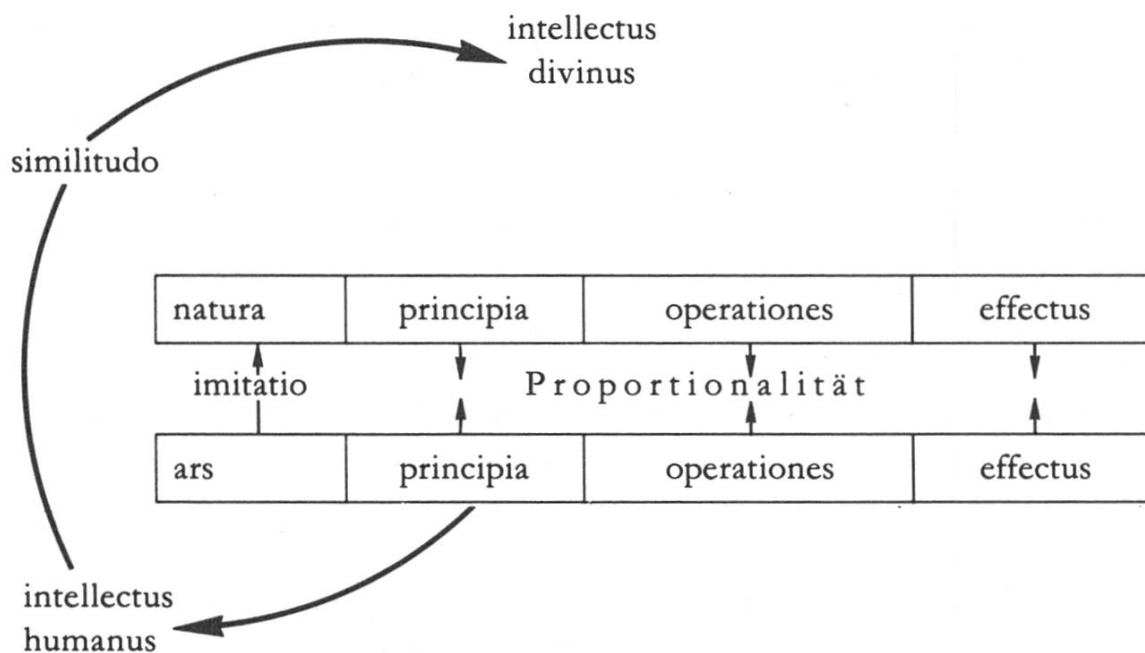 intellectus
divinus
similitudo
natura principia operationes effectus
imitatio Proportionalität
ars principia operationes effectus
intellectus
humanus